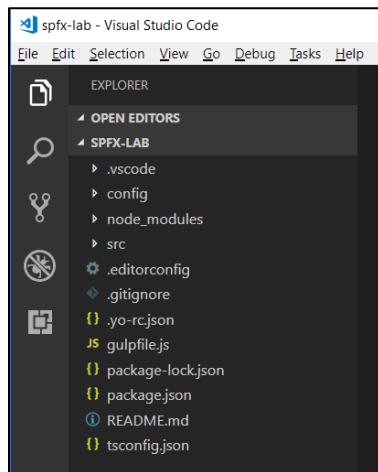 spfx-lab - Visual Studio Code
File Edit Selection View Go Debug Tasks Help
EXPLORER
OPEN EDITORS
SPFX-LAB
.vscode
config
node_modules
src
.editorconfig
.gitignore
{} .yo-rc.json
JS gulpfile.js
{} package-lock.json
{} package.json
README.md
{} tsconfig.json